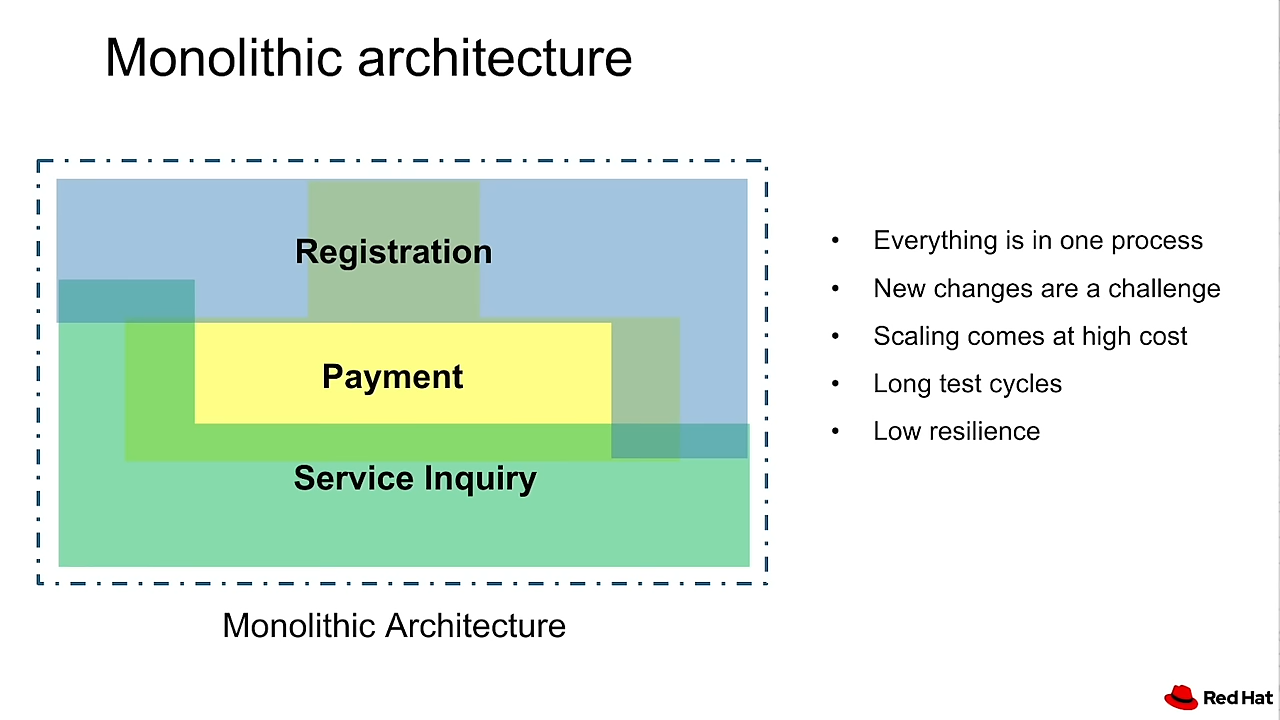 Monolithic architecture
Registration
Payment
Service Inquiry
Monolithic Architecture
• Everything is in one process
• New changes are a challenge
• Scaling comes at high cost
• Long test cycles
• Low resilience
Red Hat